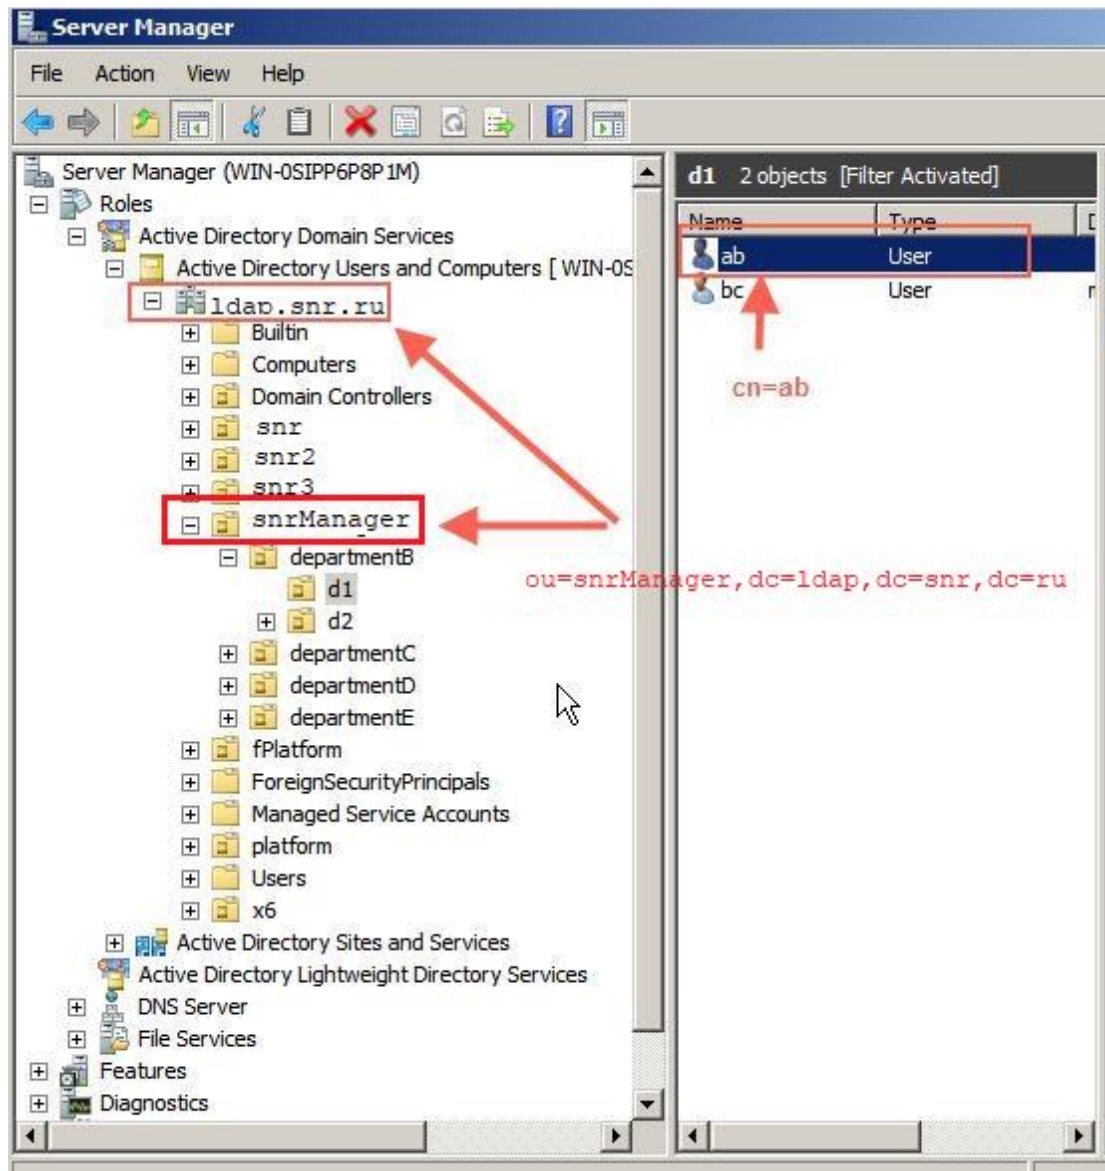 Server Manager
File Action View Help
Server Manager (WIN-0SIPP6P8P1M)
Roles
Active Directory Domain Services
Active Directory Users and Computers [ WIN-0S
ldap.snr.ru
Builtin
Computers
Domain Controllers
snr
snr2
snr3
snrManager
departmentB
d1
d2
departmentC
departmentD
departmentE
fPlatform
ForeignSecurityPrincipals
Managed Service Accounts
platform
Users
x6
Active Directory Sites and Services
Active Directory Lightweight Directory Services
DNS Server
File Services
Features
Diagnostics
d1 2 objects [Filter Activated]
Name Type
ab User
bc User
cn=ab
ou=snrManager,dc=ldap,dc=snr,dc=ru